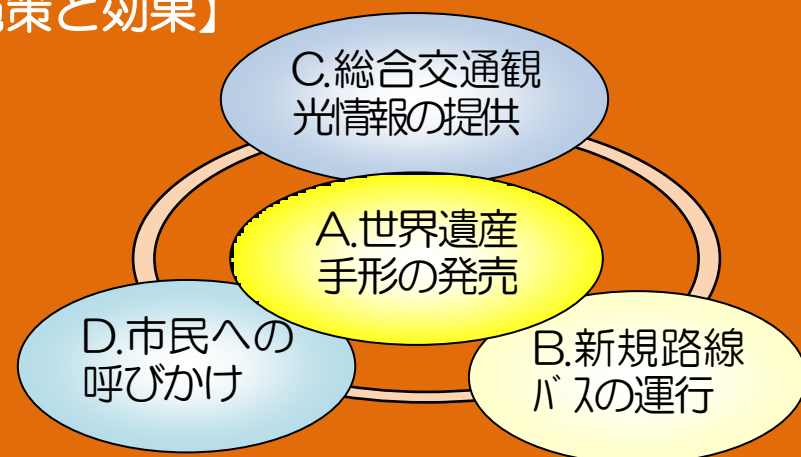 策と効果】
C.総合交通観
光情報の提供
A.世界遺産
手形の発売
D.市民への
呼びかけ
B.新規路線
バスの運行